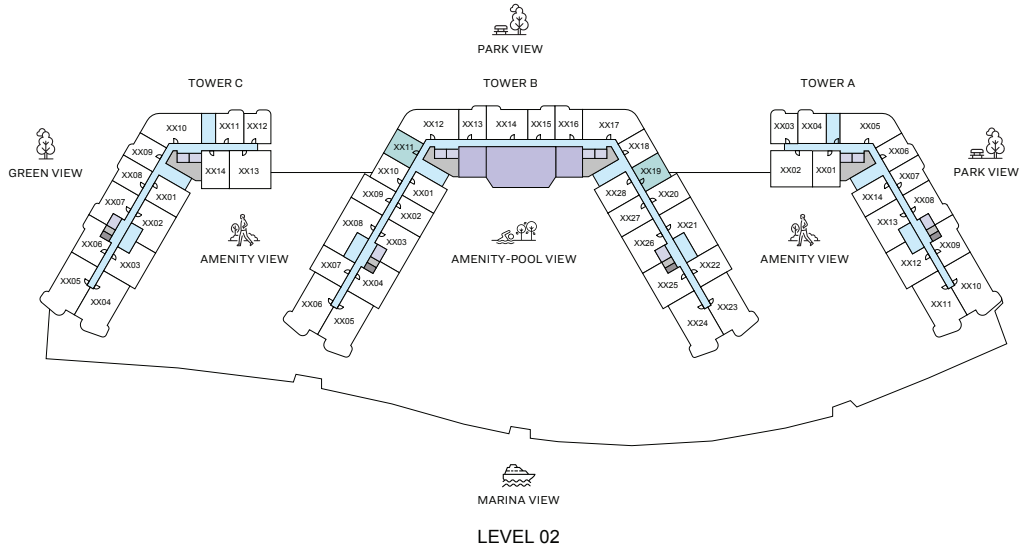 PARK VIEW
TOWER C
TOWER B
TOWER A
XX10
XX11
XX12
XX12
XX13
XX14
XX15
XX16
XX17
XX03
XX04
XX05
XX09
XX11
XX18
XX06
GREEN VIEW
XX08
XX14
XX13
XX10
XX19
XX02
XX01
XX07
PARK VIEW
XX07
XX01
XX09
XX01
XX28
XX20
XX14
XX08
XX06
XX02
XX08
XX02
XX27
XX21
XX13
XX09
XX05
XX03
XX07
XX03
XX26
XX22
XX12
XX10
XX04
XX06
XX04
XX25
XX23
XX11
XX05
XX24
AMENITY VIEW
AMENITY-POOL VIEW
AMENITY VIEW
MARINA VIEW
LEVEL 02